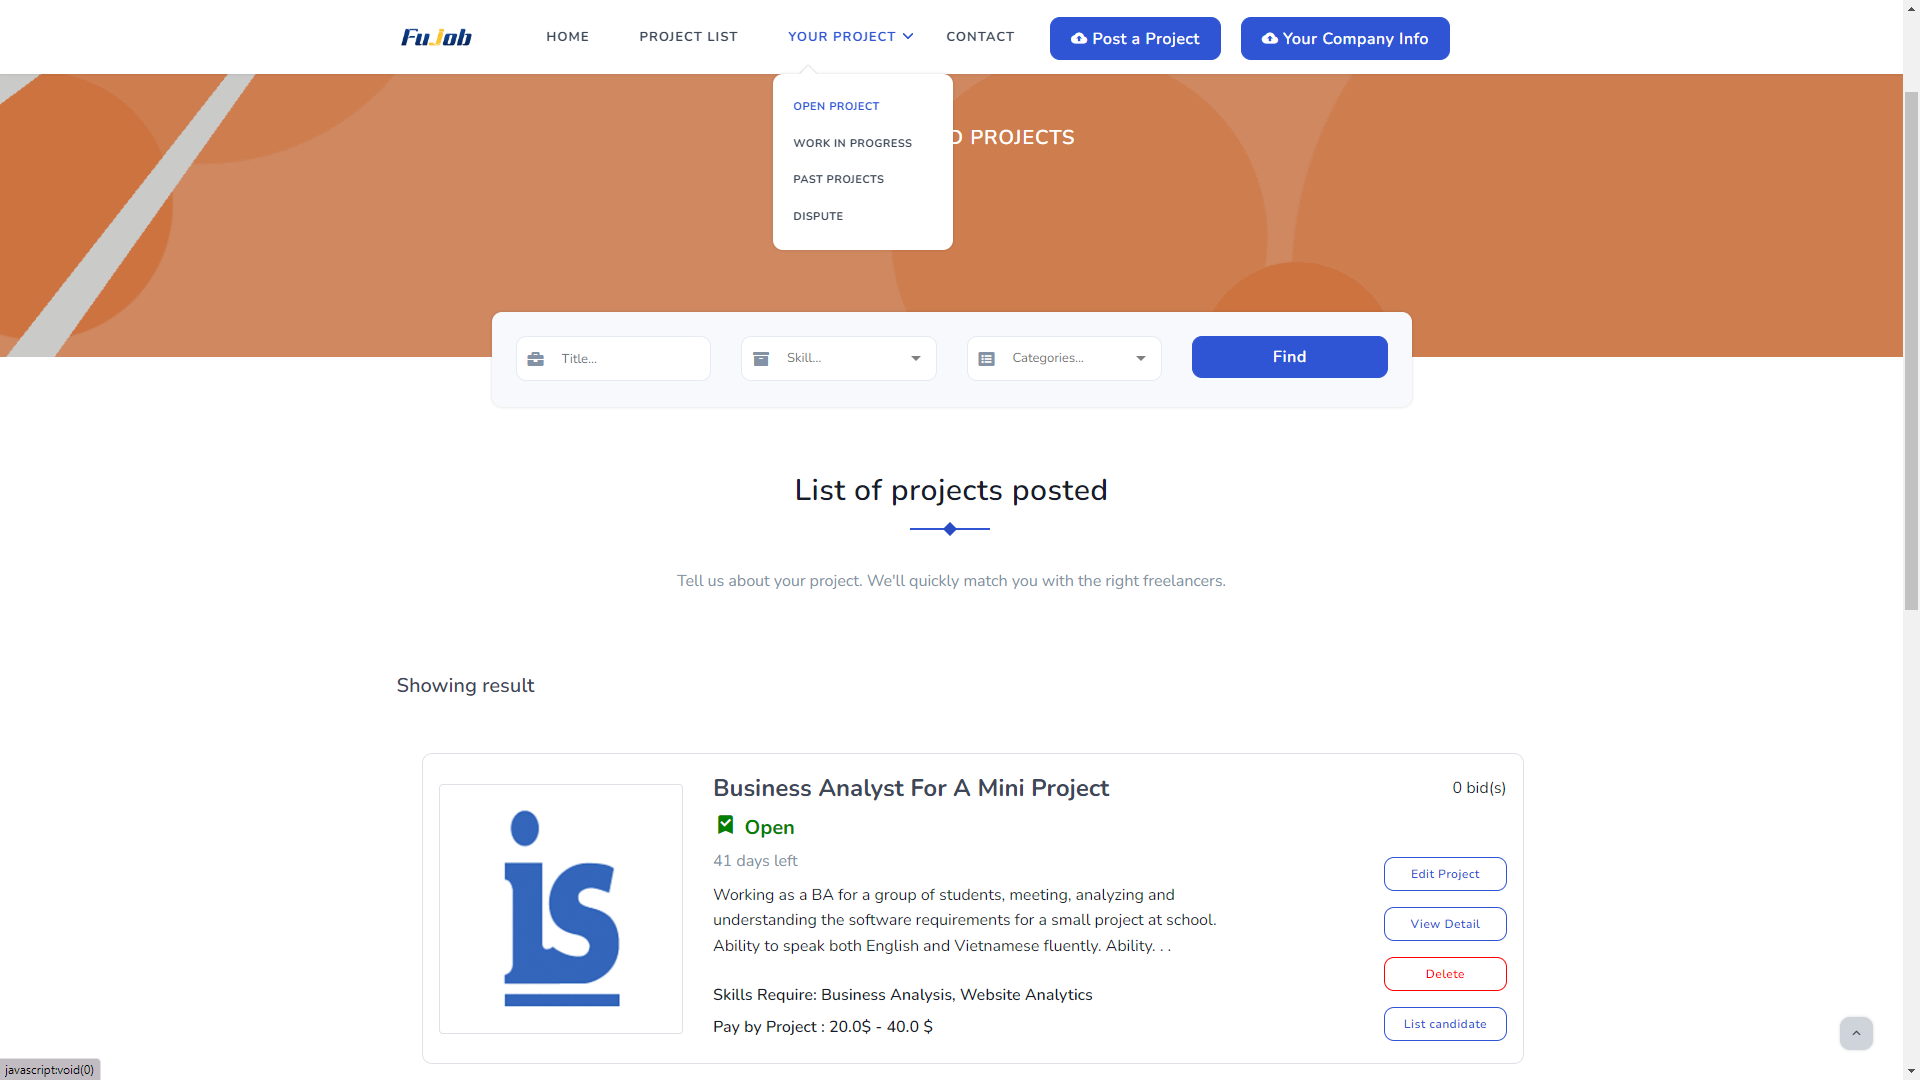 FuJob
HOME
PROJECT LIST
YOUR PROJECT
CONTACT
Post a Project
Your Company Info
OPEN PROJECT
WORK IN PROGRESS
PAST PROJECTS
DISPUTE
PROJECTS
Title...
Skill...
Categories...
Find
List of projects posted
Tell us about your project. We'll quickly match you with the right freelancers.
Showing result
is
Business Analyst For A Mini Project
0 bid(s)
Open
41 days left
Working as a BA for a group of students, meeting, analyzing and
understanding the software requirements for a small project at school.
Ability to speak both English and Vietnamese fluently. Ability. . .
Skills Require: Business Analysis, Website Analytics
Pay by Project : 20.0$ - 40.0 $
Edit Project
View Detail
Delete
List candidate
javascript:void(0)